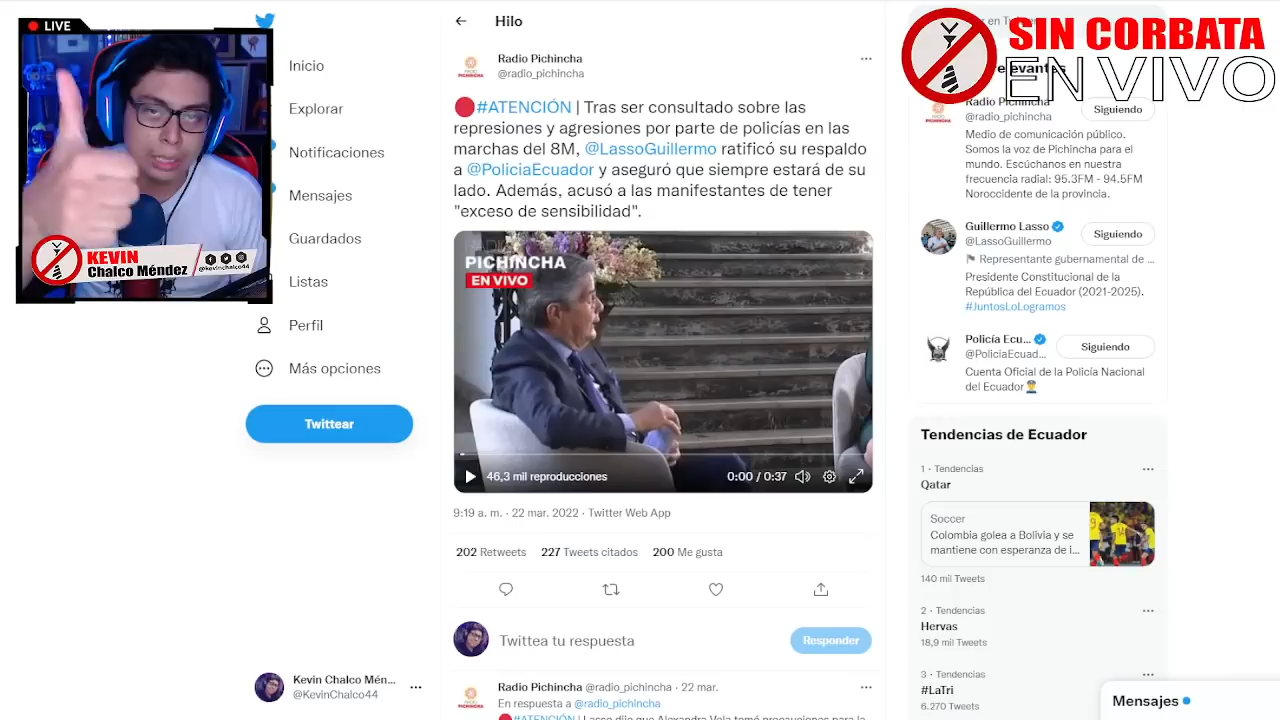 LIVE
KEVIN
Chalco Méndez
@kevinchalco44
Inicio
Explorar
Notificaciones
Mensajes
Guardados
Listas
Perfil
Más opciones
Twittear
Kevin Chalco Mén...
@KevinChalco44
Hilo
Radio Pichincha
@radio_pichincha
#ATENCIÓN | Tras ser consultado sobre las
represiones y agresiones por parte de policías en las
marchas del 8M, @LassoGuillermo ratificó su respaldo
a @PoliciaEcuador y aseguró que siempre estará de su
lado. Además, acusó a las manifestantes de tener
"exceso de sensibilidad".
PICHINCHA
EN VIVO
46,3 mil reproducciones
0:00 / 0:37
9:19 a. m. · 22 mar. 2022 · Twitter Web App
202 Retweets 227 Tweets citados 200 Me gusta
Twittea tu respuesta
Responder
Radio Pichincha @radio_pichincha · 22 mar.
En respuesta a @radio_pichincha
#ATENCIÓN | Lasso dijo que Alexandra Vela tomó precauciones para la
SIN CORBATA
EN VIVO
Radio Pichincha
@radio_pichincha
Siguiendo
Medio de comunicación público.
Somos la voz de Pichincha para el
mundo. Escúchanos en nuestra
frecuencia radial: 95.3FM - 94.5FM
Noroccidente de la provincia.
Guillermo Lasso
@LassoGuillermo
Siguiendo
Representante gubernamental de ...
Presidente Constitucional de la
República del Ecuador (2021-2025).
#JuntosLoLogramos
Policía Ecu...
@PoliciaEcuad...
Siguiendo
Cuenta Oficial de la Policía Nacional
del Ecuador
Tendencias de Ecuador
1 · Tendencias
Qatar
Soccer
Colombia golea a Bolivia y se
mantiene con esperanza de i...
140 mil Tweets
2 · Tendencias
Hervas
18,9 mil Tweets
3 · Tendencias
#LaTri
6.270 Tweets
Mensajes